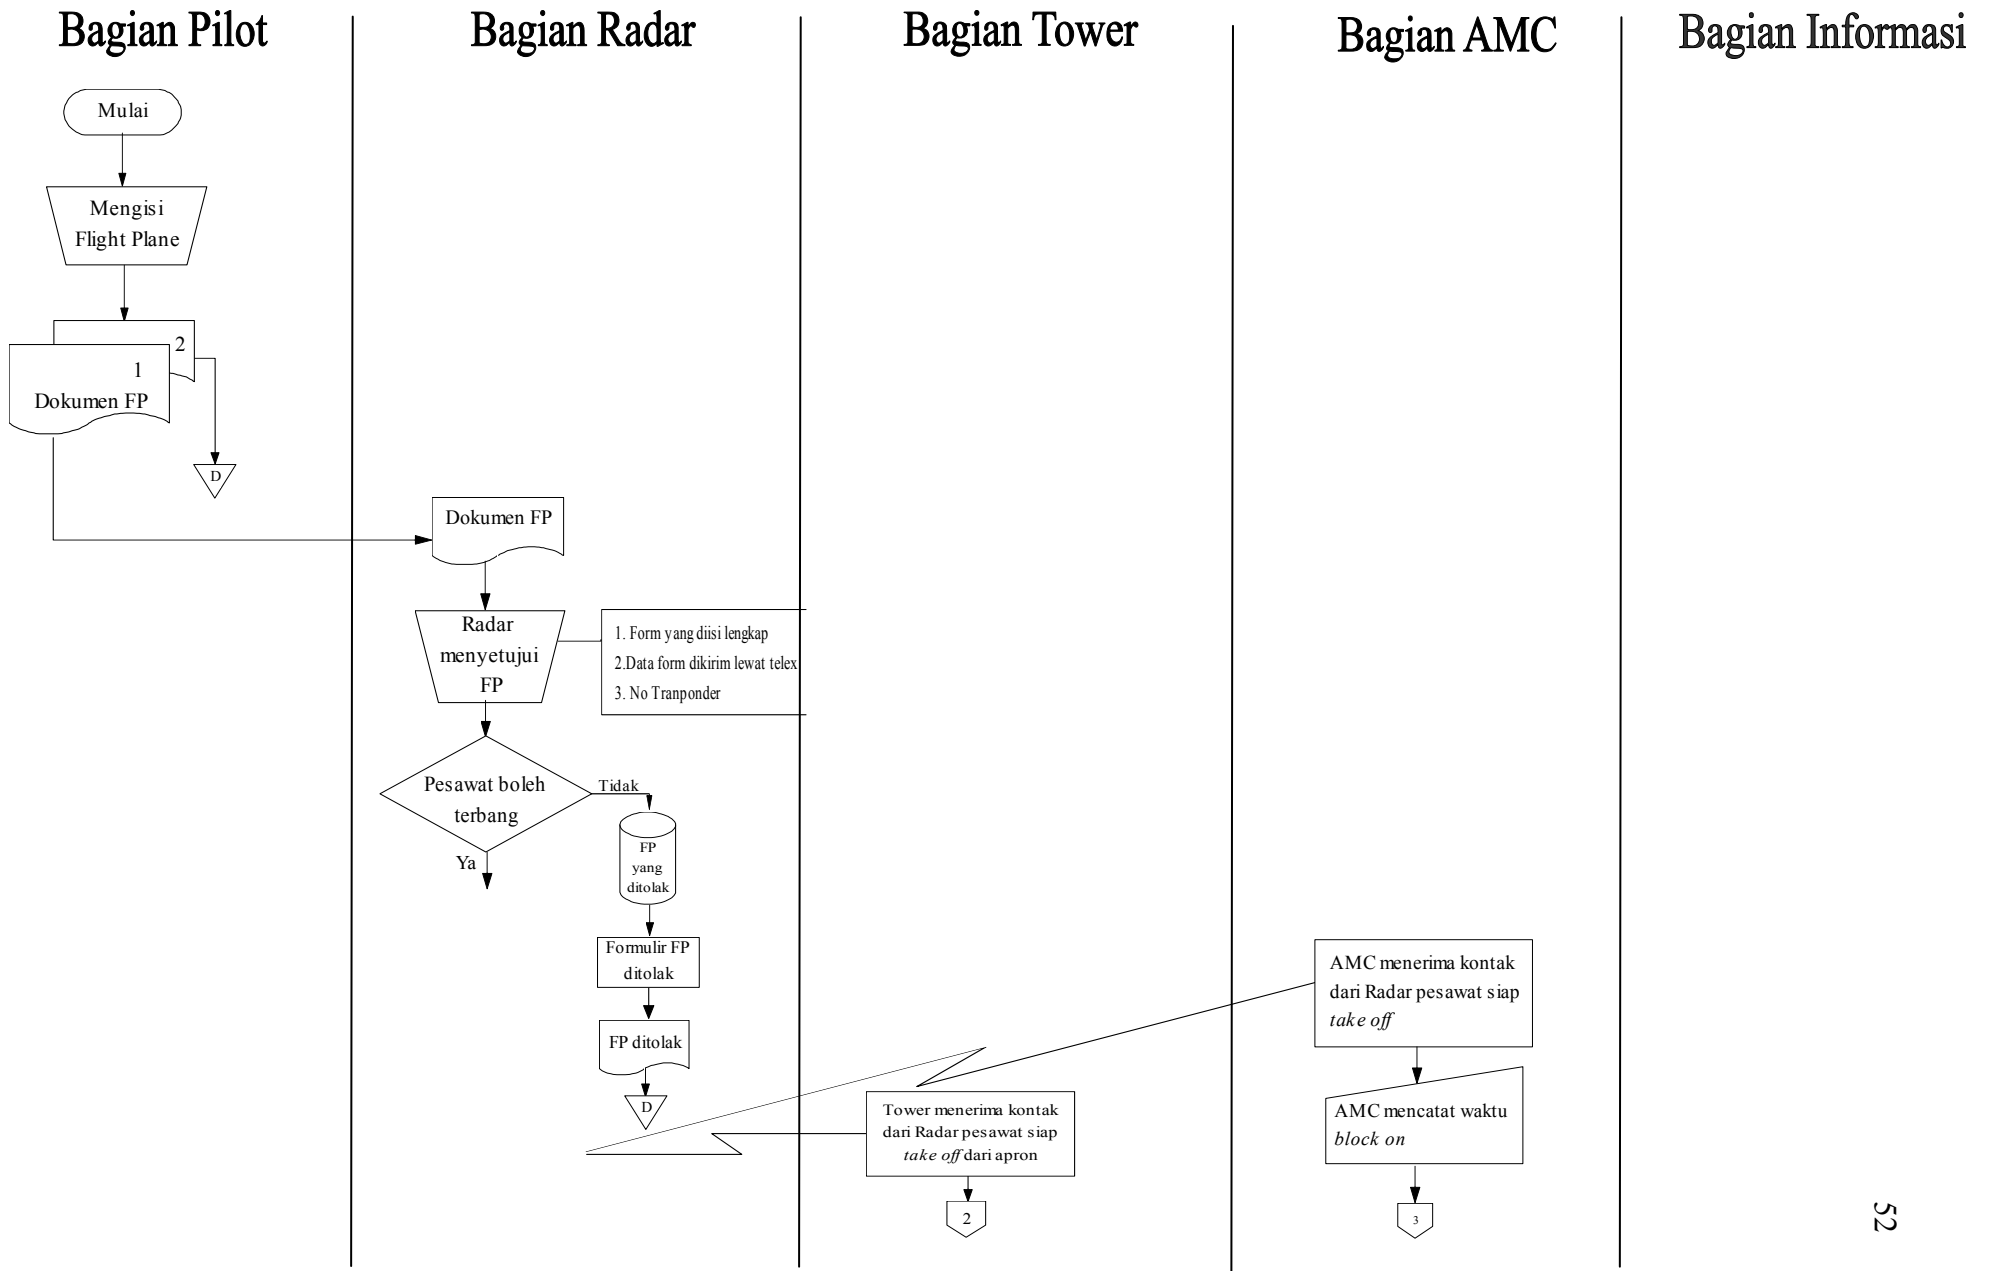 Bagian Pilot
Bagian Radar
Bagian Tower
Bagian AMC
Bagian Informasi
Mulai
Mengisi
Flight Plane
2
1
Dokumen FP
D
Dokumen FP
Radar
menyetujui
FP
1. Form yang diisi lengkap
2.Data form dikirim lewat telex
3. No Tranponder
Pesawat boleh
terbang
Tidak
Ya
FP
yang
ditolak
Formulir FP
ditolak
FP ditolak
D
Tower menerima kontak
dari Radar pesawat siap
take off dari apron
2
AMC menerima kontak
dari Radar pesawat siap
take off
AMC mencatat waktu
block on
3
52